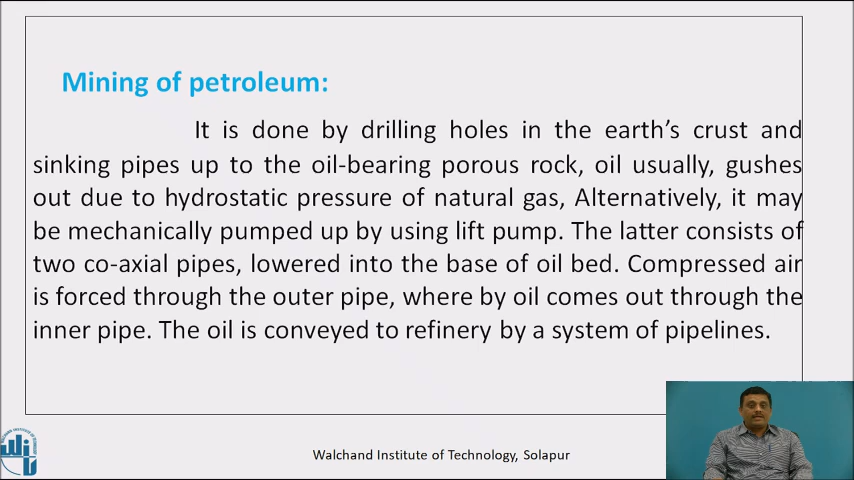 Mining of petroleum:
It is done by drilling holes in the earth's crust and
sinking pipes up to the oil-bearing porous rock, oil usually, gushes
out due to hydrostatic pressure of natural gas, Alternatively, it may
be mechanically pumped up by using lift pump. The latter consists of
two co-axial pipes, lowered into the base of oil bed. Compressed air
is forced through the outer pipe, where by oil comes out through the
inner pipe. The oil is conveyed to refinery by a system of pipelines.
Walchand Institute of Technology, Solapur